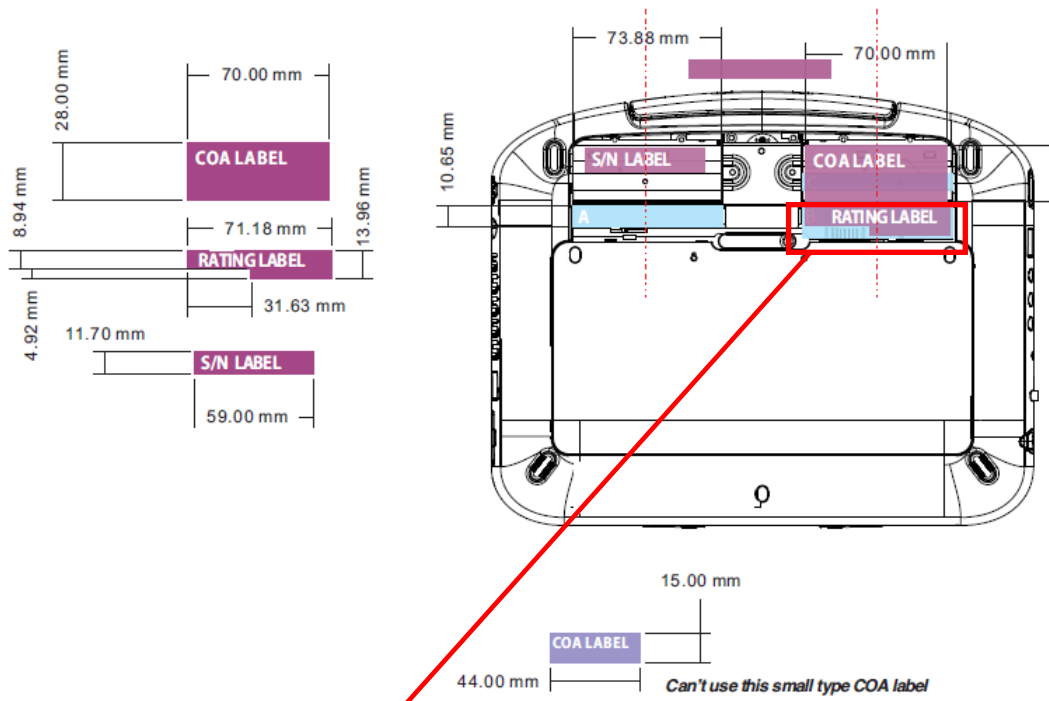 73.88 mm
70.00 mm
70.00 mm
28.00 mm
COA LABEL
10.65 mm
S/N LABEL
COA LABEL
8.94 mm
71.18 mm
13.96 mm
A
RATING LABEL
RATING LABEL
31.63 mm
4.92 mm
11.70 mm
S/N LABEL
59.00 mm
15.00 mm
COA LABEL
44.00 mm
Can't use this small type COA label